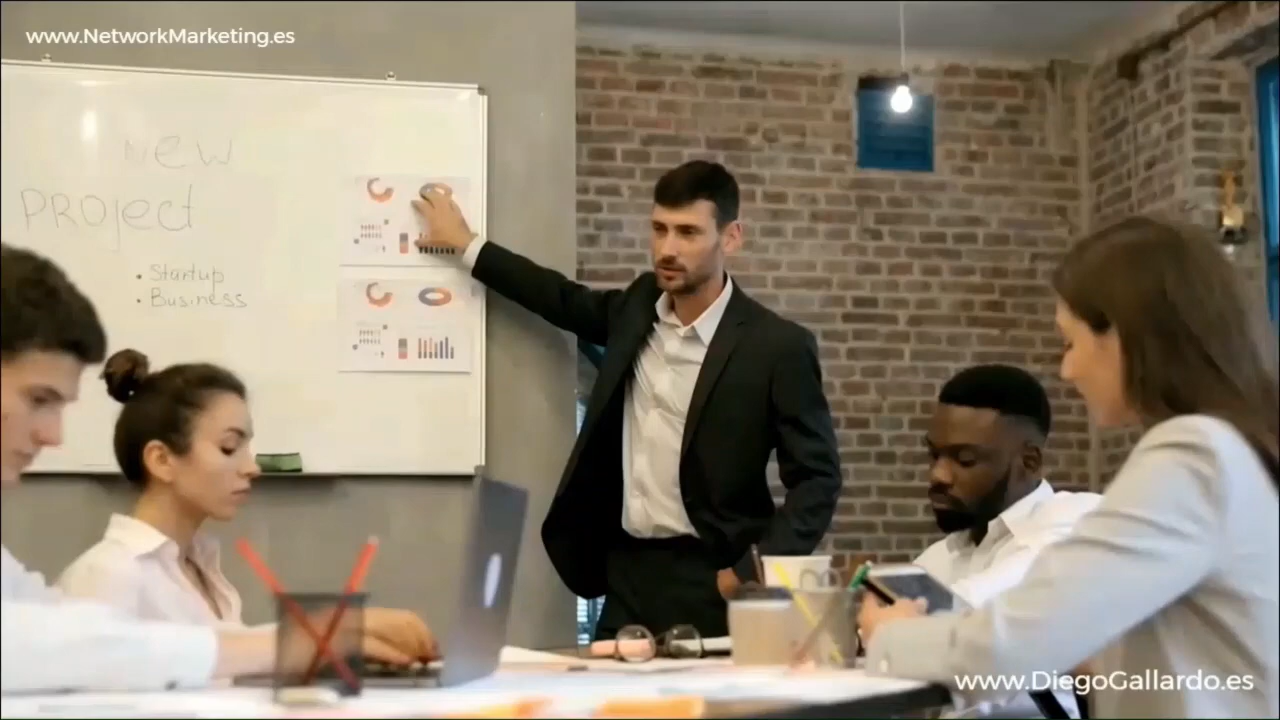 www.NetworkMarketing.es
New
PROject
• Startup
• Business
www.DiegoGallardo.es